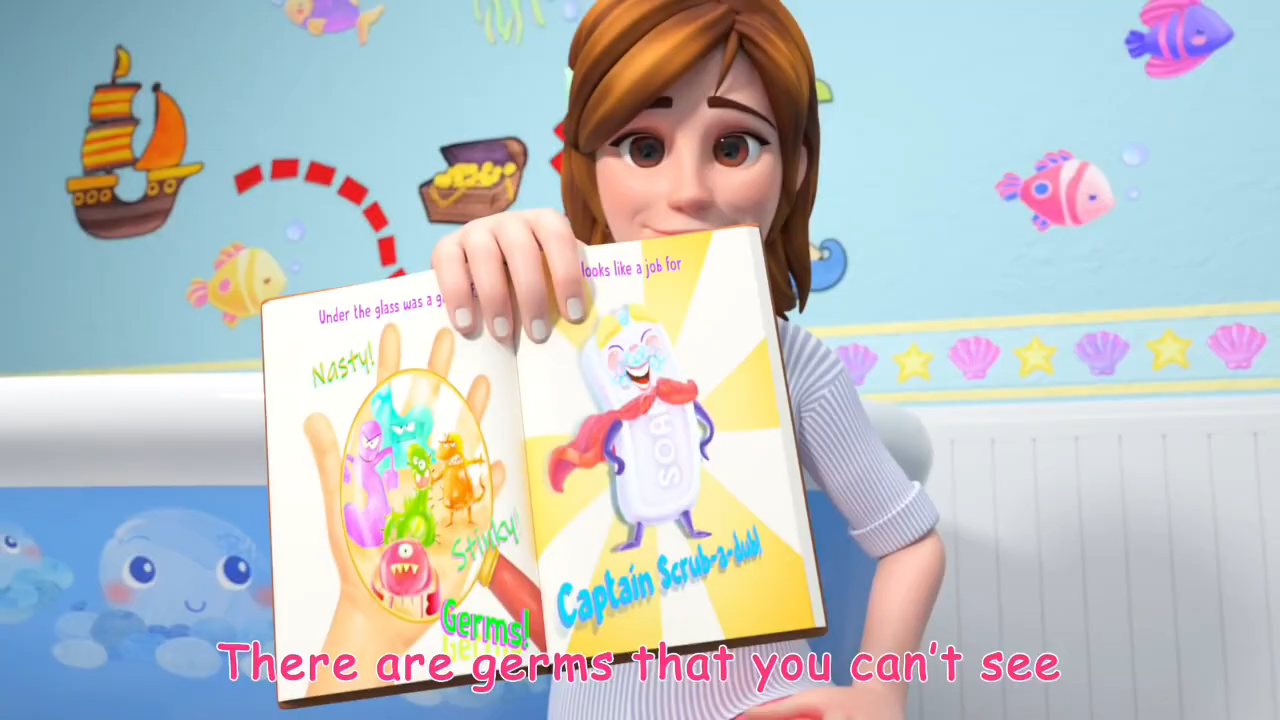 Under the glass was a
looks like a job for
Nasty!
Stinky!
Germs!
SOAP
Captain Scrub-a-dub!
There are germs that you can't see